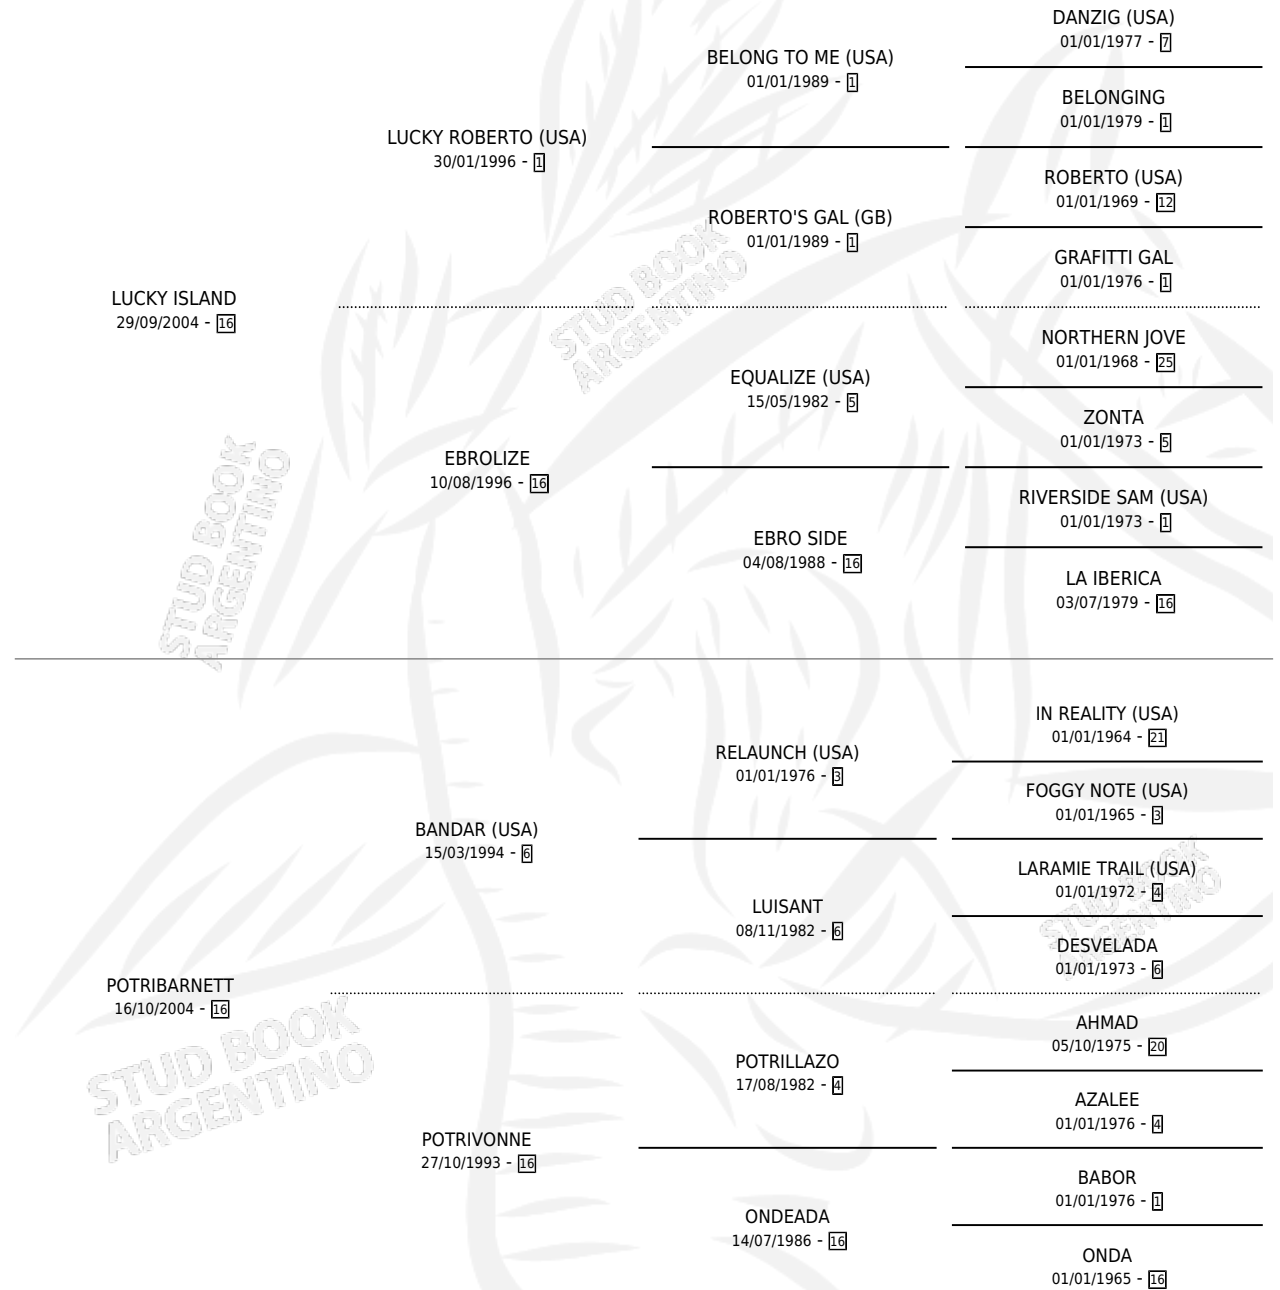 DANZIG (USA)
01/01/1977 - 7
BELONG TO ME (USA)
01/01/1989 - 1
BELONGING
01/01/1979 - 1
LUCKY ROBERTO (USA)
30/01/1996 - 1
ROBERTO (USA)
01/01/1969 - 12
ROBERTO'S GAL (GB)
01/01/1989 - 1
GRAFITTI GAL
01/01/1976 - 1
LUCKY ISLAND
29/09/2004 - 16
STUD BOOK
ARGENTINO
NORTHERN JOVE
01/01/1968 - 25
EQUALIZE (USA)
15/05/1982 - 5
ZONTA
01/01/1973 - 5
EBROLIZE
10/08/1996 - 16
RIVERSIDE SAM (USA)
01/01/1973 - 1
EBRO SIDE
04/08/1988 - 16
LA IBERICA
03/07/1979 - 16
STUD BOOK
ARGENTINO
IN REALITY (USA)
01/01/1964 - 21
RELAUNCH (USA)
01/01/1976 - 3
FOGGY NOTE (USA)
01/01/1965 - 3
BANDAR (USA)
15/03/1994 - 6
LARAMIE TRAIL (USA)
01/01/1972 - 4
LUISANT
08/11/1982 - 6
DESVELADA
01/01/1973 - 6
STUD BOOK
ARGENTINO
POTRIBARNETT
16/10/2004 - 16
AHMAD
05/10/1975 - 20
POTRILLAZO
17/08/1982 - 4
AZALEE
01/01/1976 - 4
STUD BOOK
ARGENTINO
POTRIVONNE
27/10/1993 - 16
BABOR
01/01/1976 - 1
ONDEADA
14/07/1986 - 16
ONDA
01/01/1965 - 16